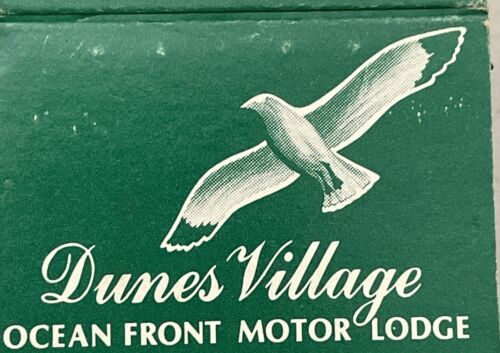 Dunes Village
OCEAN FRONT MOTOR LODGE